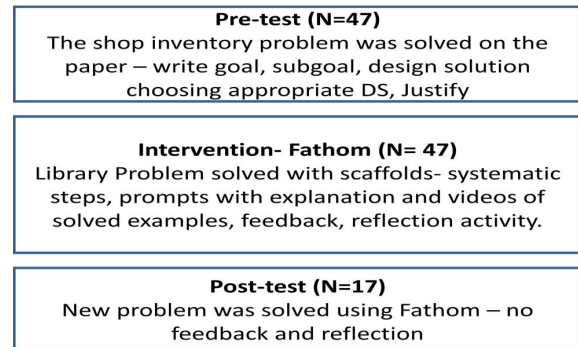 Pre-test (N=47)
The shop inventory problem was solved on the
paper – write goal, subgoal, design solution
choosing appropriate DS, Justify
Intervention- Fathom (N= 47)
Library Problem solved with scaffolds- systematic
steps, prompts with explanation and videos of
solved examples, feedback, reflection activity.
Post-test (N=17)
New problem was solved using Fathom – no
feedback and reflection